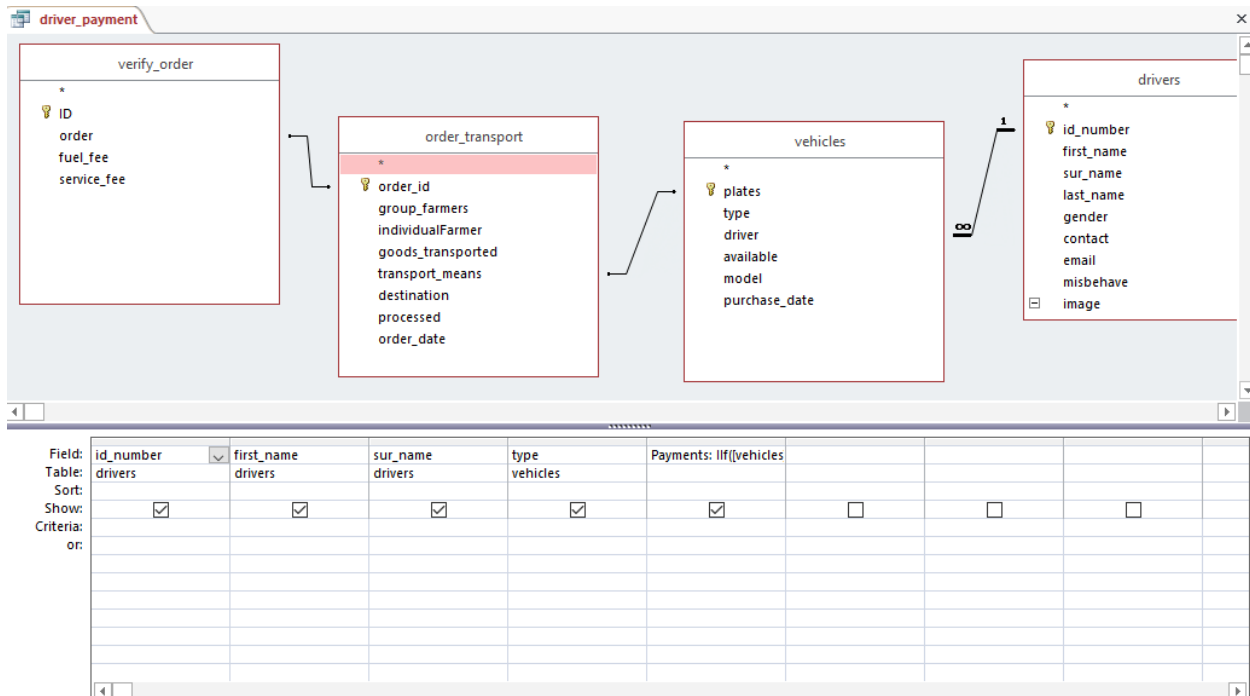 driver_payment
verify_order
*
ID
order
fuel_fee
service_fee
order_transport
*
order_id
group_farmers
individualFarmer
goods_transported
transport_means
destination
processed
order_date
vehicles
*
plates
type
driver
available
model
purchase_date
1
∞
drivers
*
id_number
first_name
sur_name
last_name
gender
contact
email
misbehave
image
Field: id_number first_name sur_name type Payments: IIf([vehicles
Table: drivers drivers drivers vehicles
Sort:
Show:
Criteria:
or: